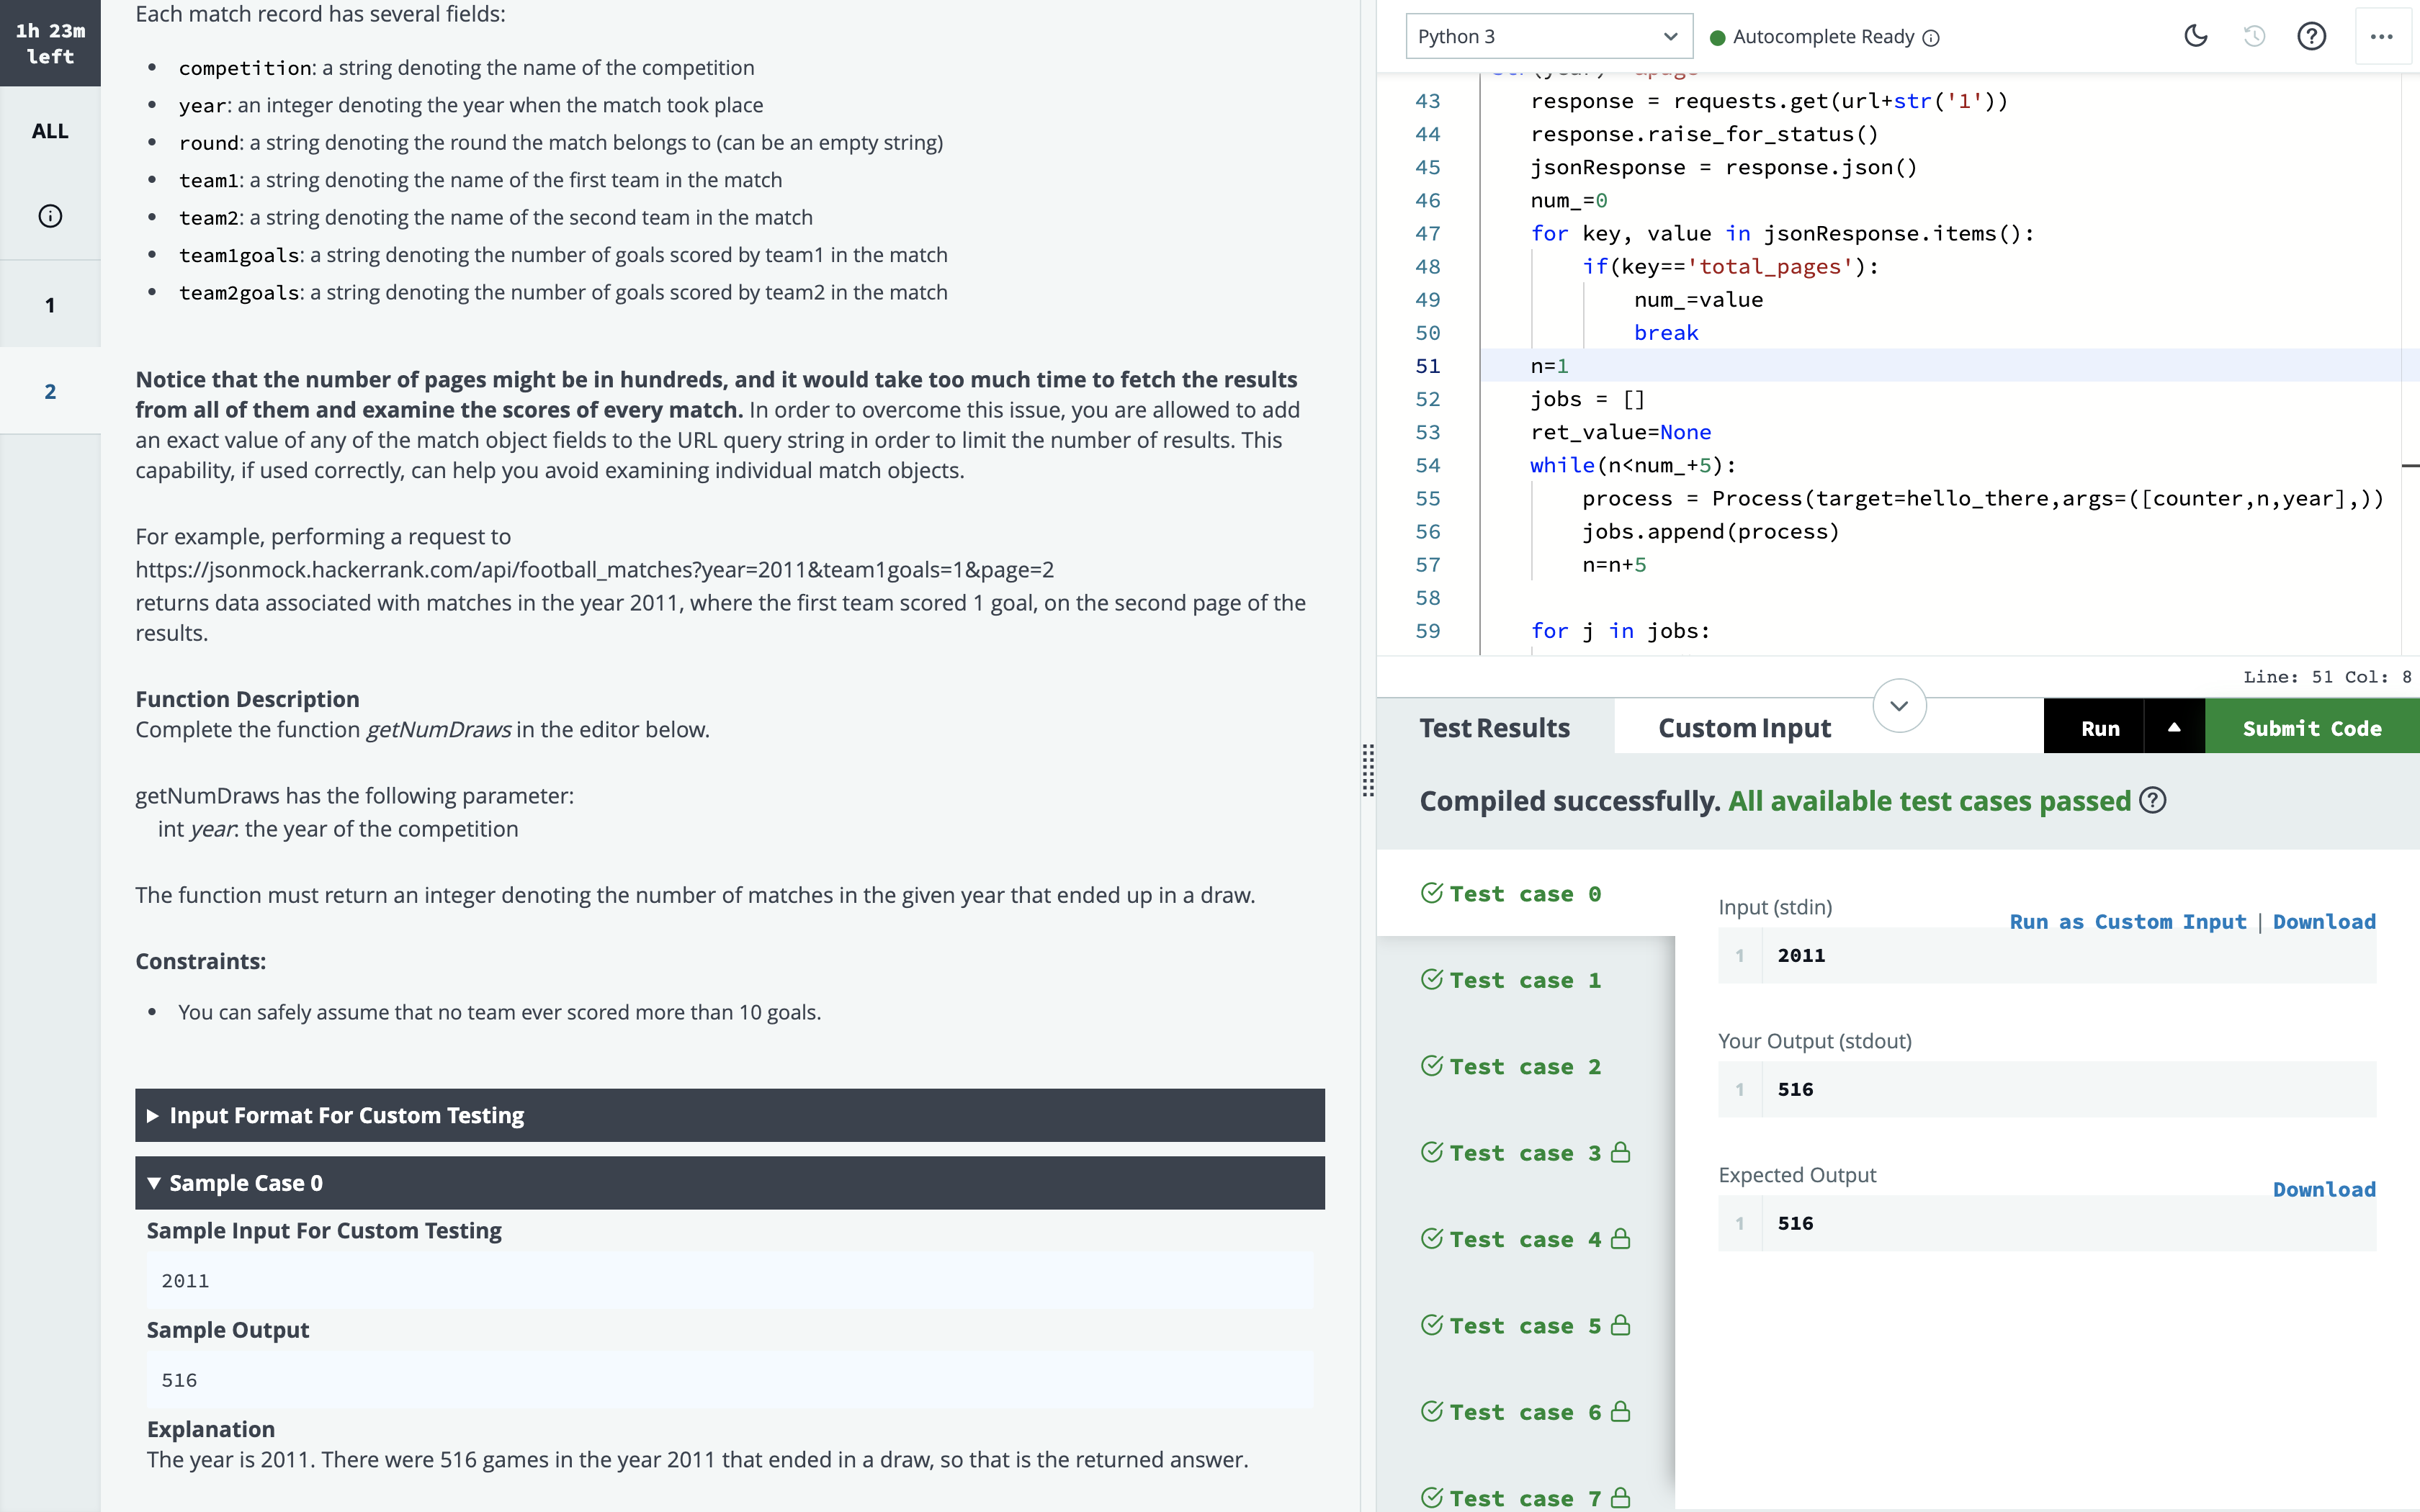 1h 23m
left
ALL
1
2
Each match record has several fields:
• competition: a string denoting the name of the competition
• year: an integer denoting the year when the match took place
• round: a string denoting the round the match belongs to (can be an empty string)
• team1: a string denoting the name of the first team in the match
• team2: a string denoting the name of the second team in the match
• team1goals: a string denoting the number of goals scored by team1 in the match
• team2goals: a string denoting the number of goals scored by team2 in the match
Notice that the number of pages might be in hundreds, and it would take too much time to fetch the results
from all of them and examine the scores of every match. In order to overcome this issue, you are allowed to add
an exact value of any of the match object fields to the URL query string in order to limit the number of results. This
capability, if used correctly, can help you avoid examining individual match objects.
For example, performing a request to
https://jsonmock.hackerrank.com/api/football_matches?year=2011&team1goals=1&page=2
returns data associated with matches in the year 2011, where the first team scored 1 goal, on the second page of the
results.
Function Description
Complete the function getNumDraws in the editor below.
getNumDraws has the following parameter:
int year: the year of the competition
The function must return an integer denoting the number of matches in the given year that ended up in a draw.
Constraints:
• You can safely assume that no team ever scored more than 10 goals.
Input Format For Custom Testing
Sample Case 0
Sample Input For Custom Testing
2011
Sample Output
516
Explanation
The year is 2011. There were 516 games in the year 2011 that ended in a draw, so that is the returned answer.
Python 3
Autocomplete Ready
43 response = requests.get(url+str('1'))
44 response.raise_for_status()
45 jsonResponse = response.json()
46 num_=0
47 for key, value in jsonResponse.items():
48 if(key=='total_pages'):
49 num_=value
50 break
51 n=1
52 jobs = []
53 ret_value=None
54 while(n<num_+5):
55 process = Process(target=hello_there,args=([counter,n,year],))
56 jobs.append(process)
57 n=n+5
58
59 for j in jobs:
Line: 51 Col: 8
Test Results
Custom Input
Run
Submit Code
Compiled successfully. All available test cases passed
Test case 0
Test case 1
Test case 2
Test case 3
Test case 4
Test case 5
Test case 6
Test case 7
Input (stdin)
Run as Custom Input | Download
1 2011
Your Output (stdout)
1 516
Expected Output
Download
1 516